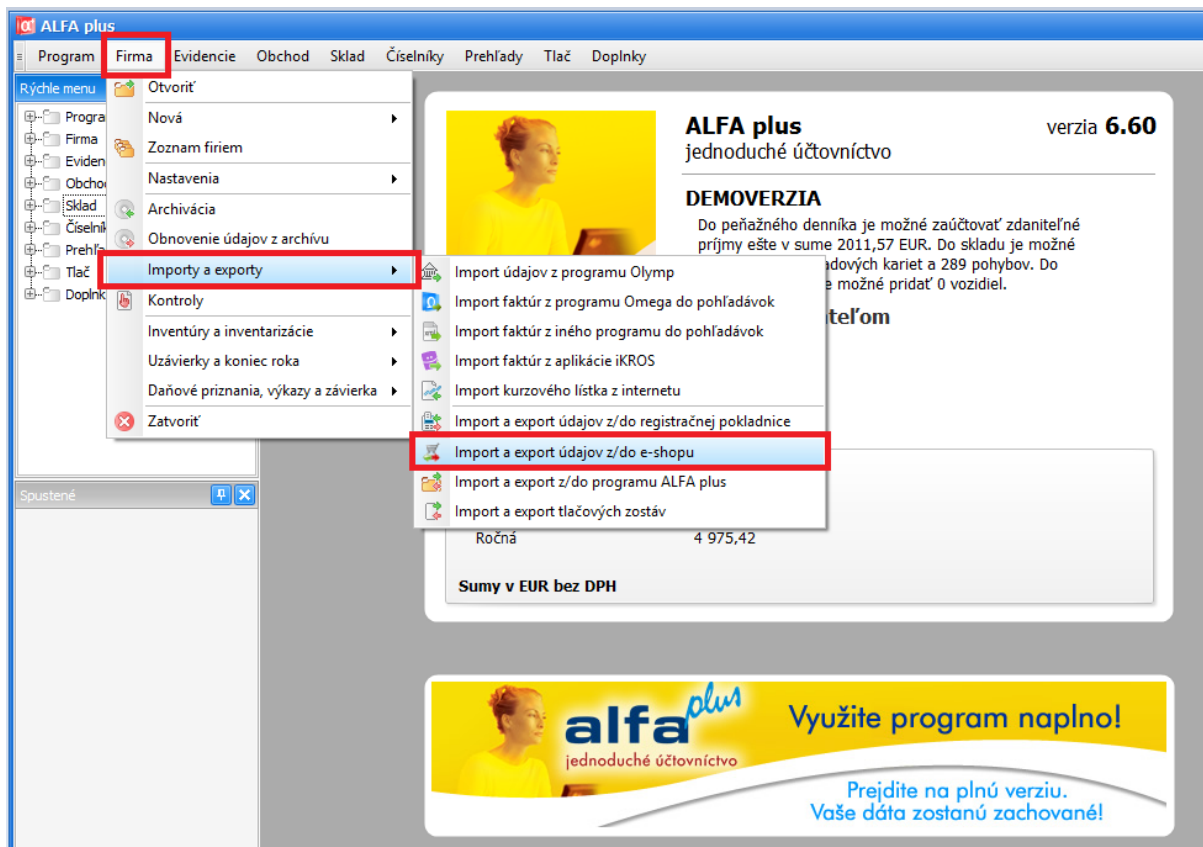 ALFA plus
Program Firma Evidencie Obchod Sklad Číselníky Prehľady Tlač Doplnky
Rýchle menu
Firma
Sklad
Tlač
Otvoriť
Nová
Zoznam firiem
Nastavenia
Archivácia
Obnovenie údajov z archívu
Importy a exporty
Kontroly
Inventúry a inventarizácie
Uzávierky a koniec roka
Daňové priznania, výkazy a závierka
Zatvoriť
Import údajov z programu Olymp
Import faktúr z programu Omega do pohľadávok
Import faktúr z iného programu do pohľadávok
Import faktúr z aplikácie iKROS
Import kurzového lístka z internetu
Import a export údajov z/do registračnej pokladnice
Import a export údajov z/do e-shopu
Import a export z/do programu ALFA plus
Import a export tlačových zostáv
Spustené
ALFA plus verzia 6.60
jednoduché účtovníctvo
DEMOVERZIA
Do peňažného denníka je možné zaúčtovať zdaniteľné
príjmy ešte v sume 2011,57 EUR. Do skladu je možné
kariet a 289 pohybov. Do
možné pridať 0 vozidiel.
Ročná 4 975,42
Sumy v EUR bez DPH
alfa plus
jednoduché účtovníctvo
Využite program naplno!
Prejdite na plnú verziu.
Vaše dáta zostanú zachované!